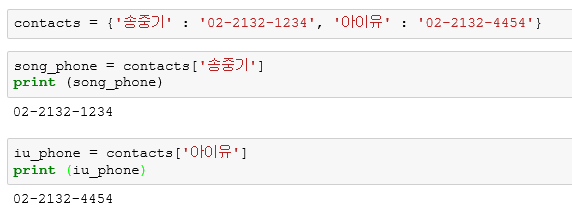 contacts = {'송중기' : '02-2132-1234', '아이유' : '02-2132-4454'}
song_phone = contacts['송중기']
print (song_phone)
02-2132-1234
iu_phone = contacts['아이유']
print (iu_phone)
02-2132-4454